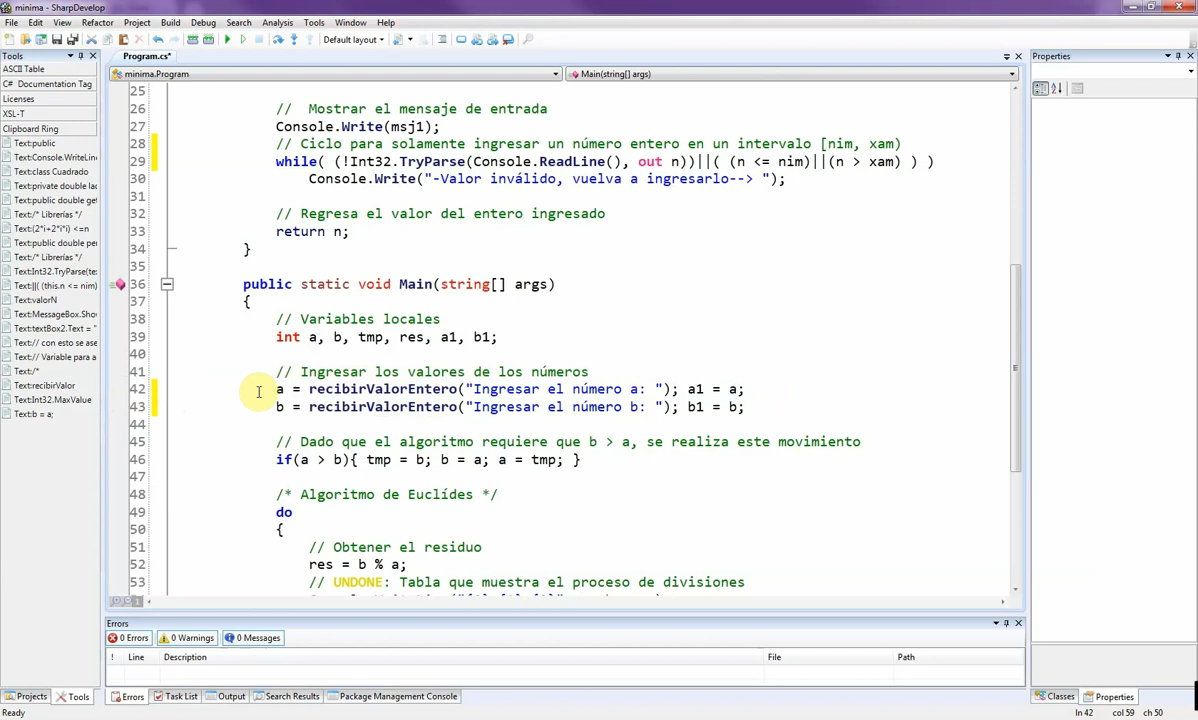 minima - SharpDevelop
File Edit View Refactor Project Build Debug Search Analysis Tools Window Help
Default layout
Tools
ASCII Table
C# Documentation Tag
Licenses
XSL-T
Clipboard Ring
Text:public
Text:Console.WriteLin
Text:class Cuadrado
Text:private double la
Text:public double get
Text:/* Librerías */
Text:(2*i+2*i*i) <=n
Text:public double per
Text:/* Librerías */
Text:Int32.TryParse(te
Text:||( (this.n <= nim)
Text:valorN
Text:MessageBox.Sho
Text:textBox2.Text = "
Text:// con esto se ase
Text:// Variable para a
Text:/*
Text:recibirValor
Text:Int32.MaxValue
Text:b = a;
Projects Tools
Program.cs*
minima.Program
Main(string[] args)
25
26 // Mostrar el mensaje de entrada
27 Console.Write(msj1);
28 // Ciclo para solamente ingresar un número entero en un intervalo [nim, xam)
29 while( (!Int32.TryParse(Console.ReadLine(), out n))||( (n <= nim)||(n > xam) ) )
30 Console.Write("-Valor inválido, vuelva a ingresarlo--> ");
31
32 // Regresa el valor del entero ingresado
33 return n;
34 }
35
36 public static void Main(string[] args)
37 {
38 // Variables locales
39 int a, b, tmp, res, a1, b1;
40
41 // Ingresar los valores de los números
42 a = recibirValorEntero("Ingresar el número a: "); a1 = a;
43 b = recibirValorEntero("Ingresar el número b: "); b1 = b;
44
45 // Dado que el algoritmo requiere que b > a, se realiza este movimiento
46 if(a > b){ tmp = b; b = a; a = tmp; }
47
48 /* Algoritmo de Euclídes */
49 do
50 {
51 // Obtener el residuo
52 res = b % a;
53 // UNDONE: Tabla que muestra el proceso de divisiones
Errors
0 Errors 0 Warnings 0 Messages
! Line Description File Path
Errors Task List Output Search Results Package Management Console
Properties
Classes Properties
Ready
ln 42 col 59 ch 50